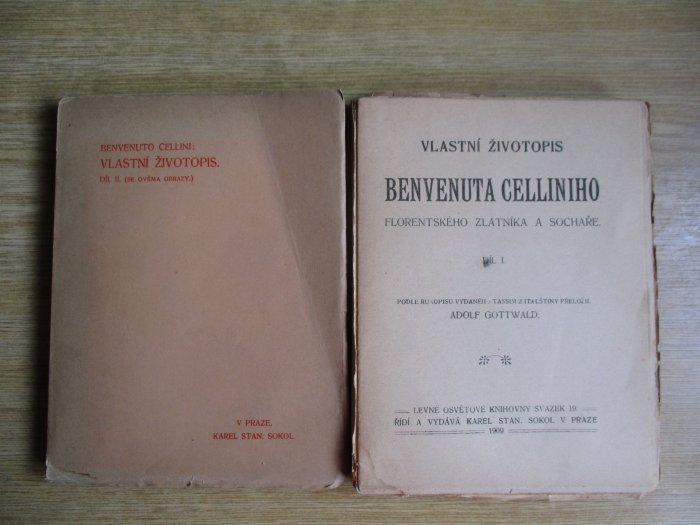 BENVENUTO CELLINI:
VLASTNÍ ŽIVOTOPIS.
DÍL II. (SE DVĚMA OBRAZY.)
V PRAZE.
KAREL STAN. SOKOL.
VLASTNÍ ŽIVOTOPIS
BENVENUTA CELLINIHO
FLORENTSKÉHO ZLATNÍKA A SOCHAŘE.
DÍL I.
PODLE RUKOPISU VYDANÉHO TASSIM Z ITALŠTINY PŘELOŽIL
ADOLF GOTTWALD.
LEVNÉ OSVĚTOVÉ KNIHOVNY SVAZEK 19.
ŘÍDÍ A VYDÁVÁ KAREL STAN. SOKOL V PRAZE
1909